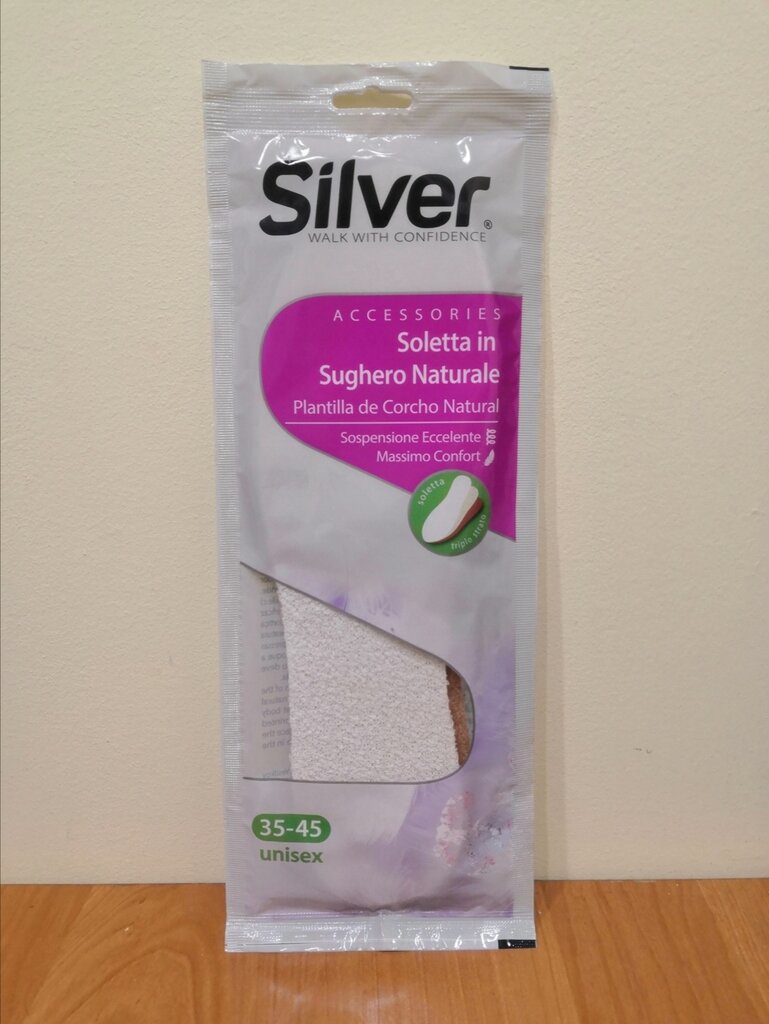 Silver®
WALK WITH CONFIDENCE
ACCESSORIES
Soletta in
Sughero Naturale
Plantilla de Corcho Natural
Sospensione Eccelente
Massimo Confort
soletta
triplo strato
35-45
unisex